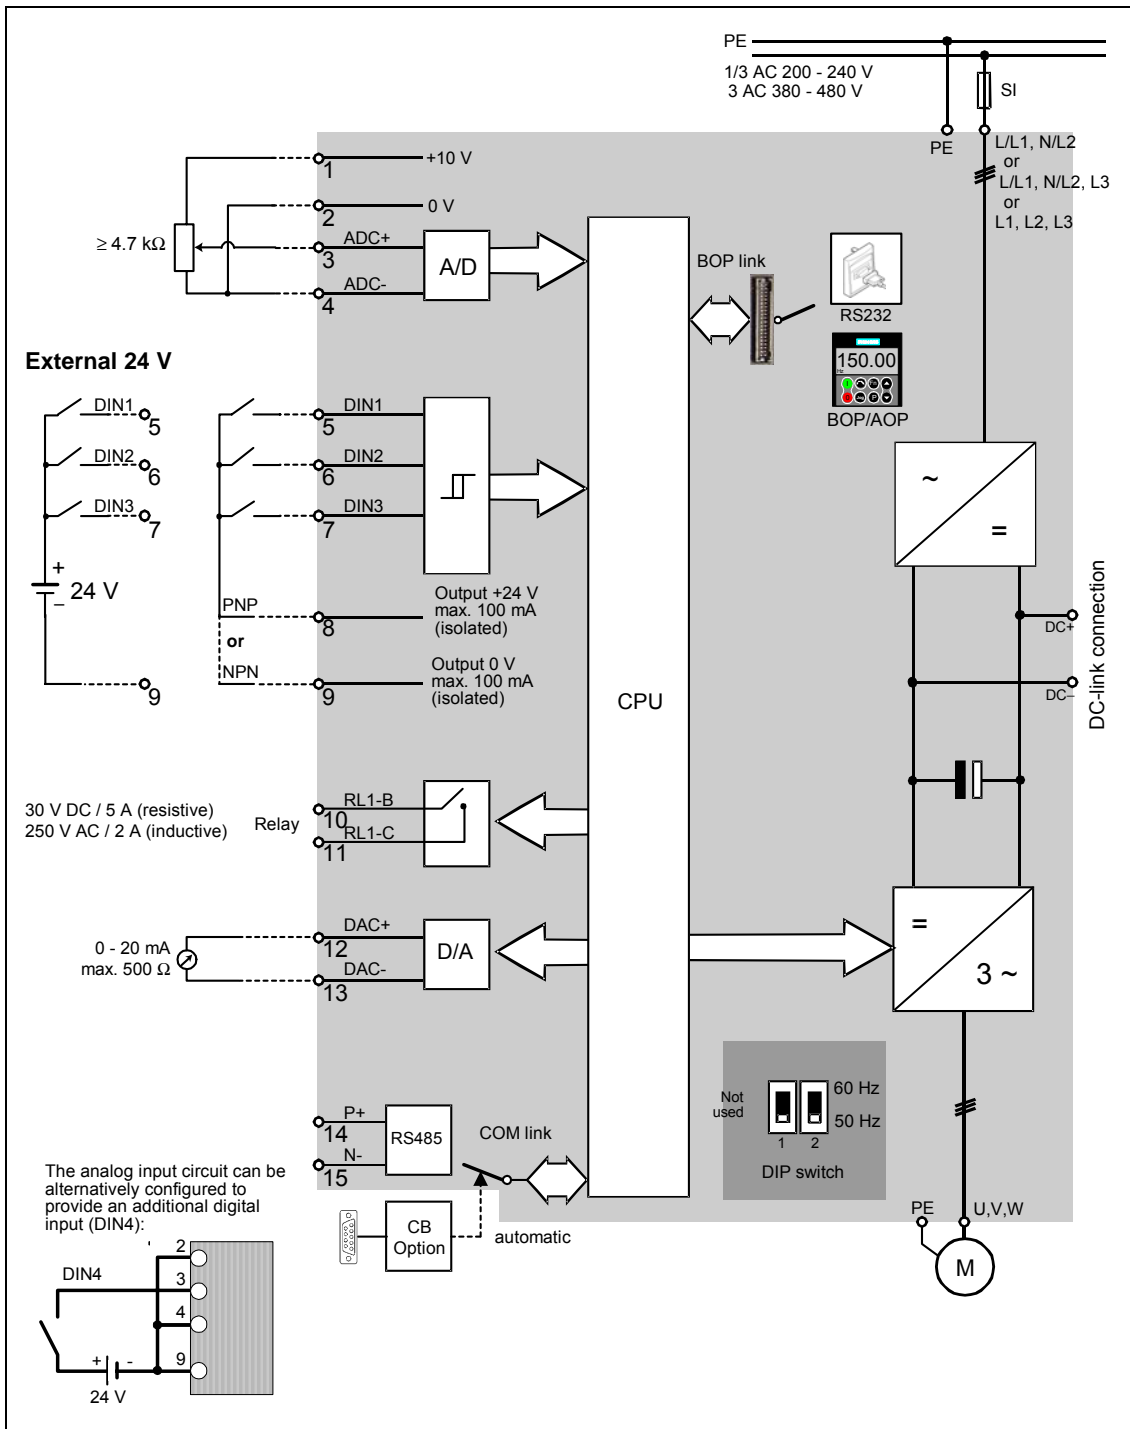 PE
1/3 AC 200 - 240 V
3 AC 380 - 480 V
SI
PE
L/L1, N/L2
or
L/L1, N/L2, L3
or
L1, L2, L3
1
+10 V
2
0 V
≥ 4.7 kΩ
3
ADC+
4
ADC-
A/D
BOP link
RS232
150.00
Hz
BOP/AOP
External 24 V
DIN1
5
DIN2
6
DIN3
7
+
24 V
–
9
DIN1
5
DIN2
6
DIN3
7
PNP
8
Output +24 V
max. 100 mA
(isolated)
or
NPN
9
Output 0 V
max. 100 mA
(isolated)
CPU
~
=
DC+
DC–
DC-link connection
30 V DC / 5 A (resistive)
250 V AC / 2 A (inductive)
Relay
RL1-B
10
RL1-C
11
0 - 20 mA
max. 500 Ω
DAC+
12
DAC-
13
D/A
=
3 ~
Not
used
60 Hz
50 Hz
1
2
DIP switch
P+
14
N-
15
RS485
COM link
CB
Option
automatic
PE
U,V,W
M
The analog input circuit can be
alternatively configured to
provide an additional digital
input (DIN4):
DIN4
2
3
4
9
+
-
24 V